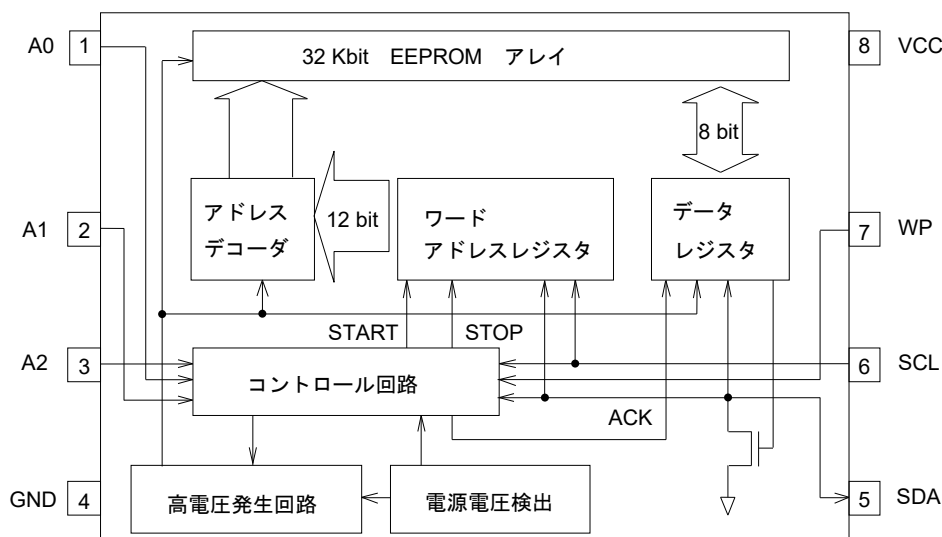 32 Kbit EEPROM アレイ
A0
1
8
VCC
8 bit
アドレス
デコーダ
12 bit
ワード
アドレスレジスタ
データ
レジスタ
A1
2
7
WP
START
STOP
A2
3
コントロール回路
6
SCL
ACK
GND
4
高電圧発生回路
電源電圧検出
5
SDA